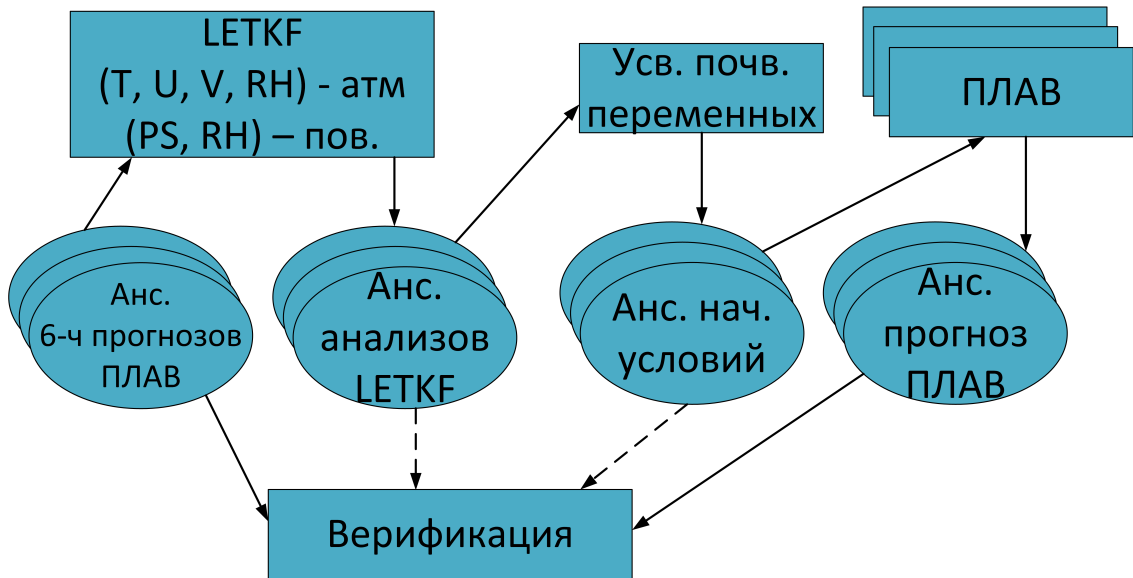 LETKF
(T, U, V, RH) - атм
(PS, RH) – пов.
Усв. почв.
переменных
ПЛАВ
Анс.
6-ч прогнозов
ПЛАВ
Анс.
анализов
LETKF
Анс. нач.
условий
Анс.
прогноз
ПЛАВ
Верификация